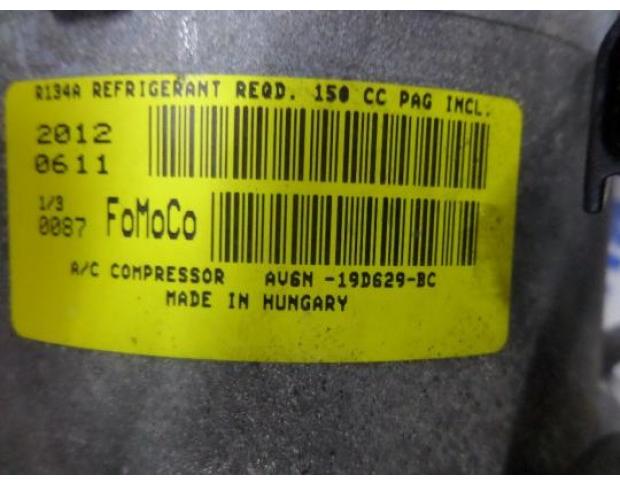 R134A REFRIGERANT REQD. 150 CC PAG INCL.
2012
0611
1/3
0087 FoMoCo
A/C COMPRESSOR AV6N -19D629-BC
MADE IN HUNGARY